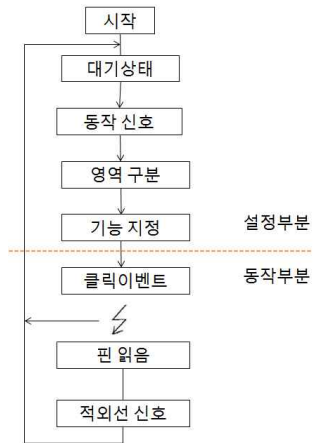 시작
대기상태
동작 신호
영역 구분
기능 지정
설정부분
클릭이벤트
동작부분
핀 읽음
적외선 신호